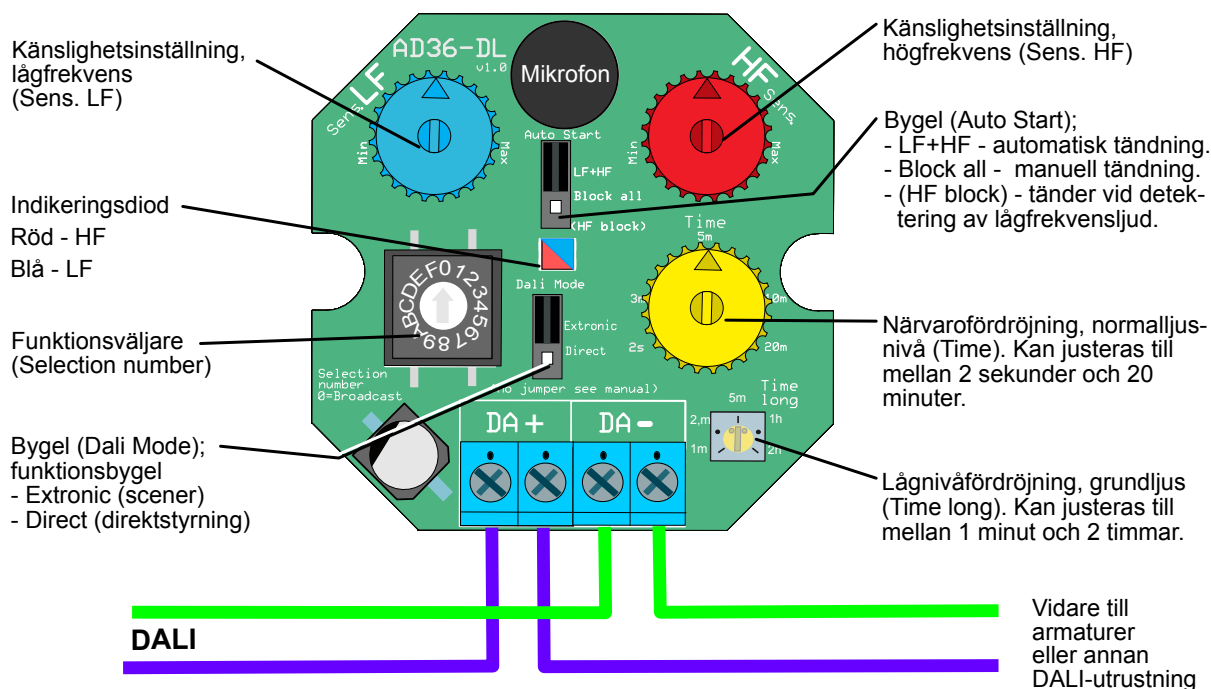 Känslighetsinställning,
lågfrekvens
(Sens. LF)
Indikeringsdiod
Röd - HF
Blå - LF
Funktionsväljare
(Selection number)
Bygel (Dali Mode);
funktionsbygel
- Extronic (scener)
- Direct (direktstyrning)
AD36-DL
v1.0
Sens. LF
Min
Max
Mikrofon
HF Sens.
Min
Max
Auto Start
LF+HF
Block all
(HF block)
Time
5m
3m
10m
2s
20m
Dali Mode
Extronic
Direct
(no jumper see manual)
0123456789ABCDEF
Selection
number
0=Broadcast
Time
long
5m
2,m
1h
1m
2h
DA+
DA-
Känslighetsinställning,
högfrekvens (Sens. HF)
Bygel (Auto Start);
- LF+HF - automatisk tändning.
- Block all - manuell tändning.
- (HF block) - tänder vid detek-
tering av lågfrekvensljud.
Närvarofördröjning, normalljus-
nivå (Time). Kan justeras till
mellan 2 sekunder och 20
minuter.
Lågnivåfördröjning, grundljus
(Time long). Kan justeras till
mellan 1 minut och 2 timmar.
DALI
Vidare till
armaturer
eller annan
DALI-utrustning